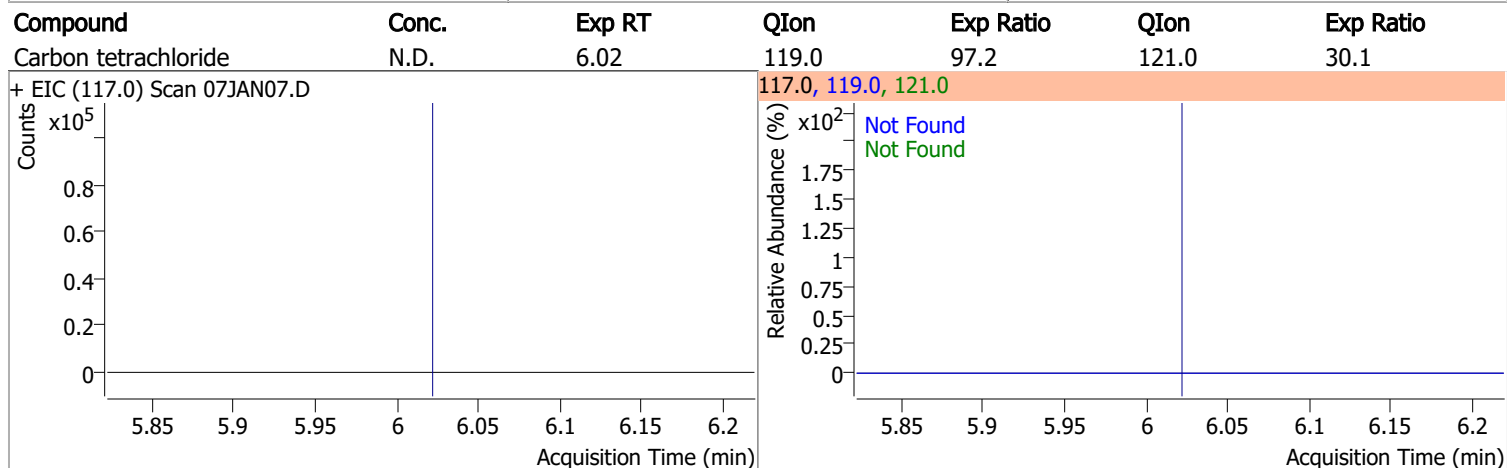 Compound Conc. Exp RT QIon Exp Ratio QIon Exp Ratio
Carbon tetrachloride N.D. 6.02 119.0 97.2 121.0 30.1
+ EIC (117.0) Scan 07JAN07.D
Counts
x10^5
0.8
0.6
0.4
0.2
0
5.85 5.9 5.95 6 6.05 6.1 6.15 6.2
Acquisition Time (min)
117.0, 119.0, 121.0
Relative Abundance (%)
x10^2
Not Found
Not Found
1.75
1.5
1.25
1
0.75
0.5
0.25
0
5.85 5.9 5.95 6 6.05 6.1 6.15 6.2
Acquisition Time (min)